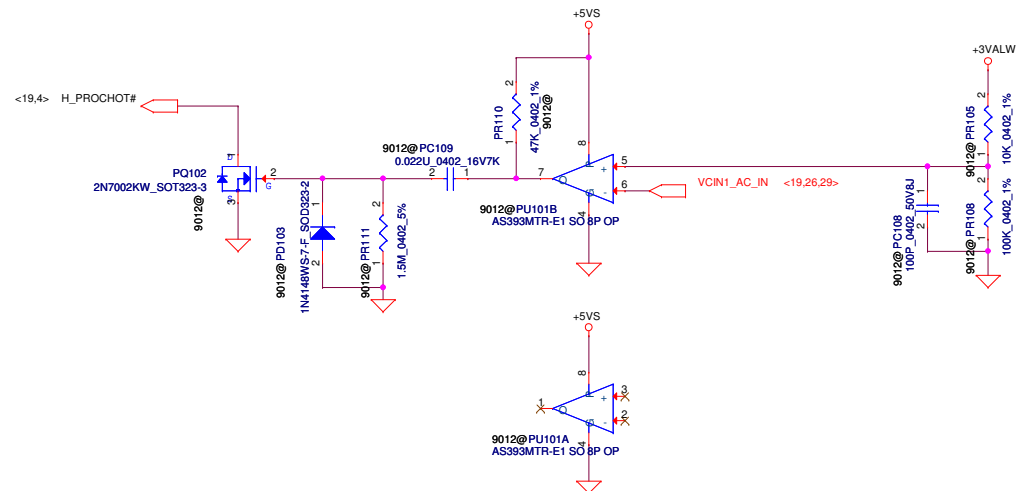 +5VS
+3VALW
<19,4> H_PROCHOT#
2
PR110
1
47K_0402_1%
9012@
2
PR105
1
10K_0402_1%
9012@
9012@ PC109
0.022U_0402_16V7K
2
1
7
8
P
+
5
-
6
O
G
4
VCIN1_AC_IN <19,26,29>
9012@ PU101B
AS393MTR-E1 SO 8P OP
D
1
PQ102
2N7002KW_SOT323-3
9012@
2
G
S
3
1
2
9012@ PD103
1N4148WS-7-F_SOD323-2
2
1
9012@ PR111
1.5M_0402_5%
1
2
9012@ PC108
100P_0402_50V8J
2
1
9012@ PR108
100K_0402_1%
+5VS
8
P
+
3
-
2
O
1
G
4
9012@ PU101A
AS393MTR-E1 SO 8P OP